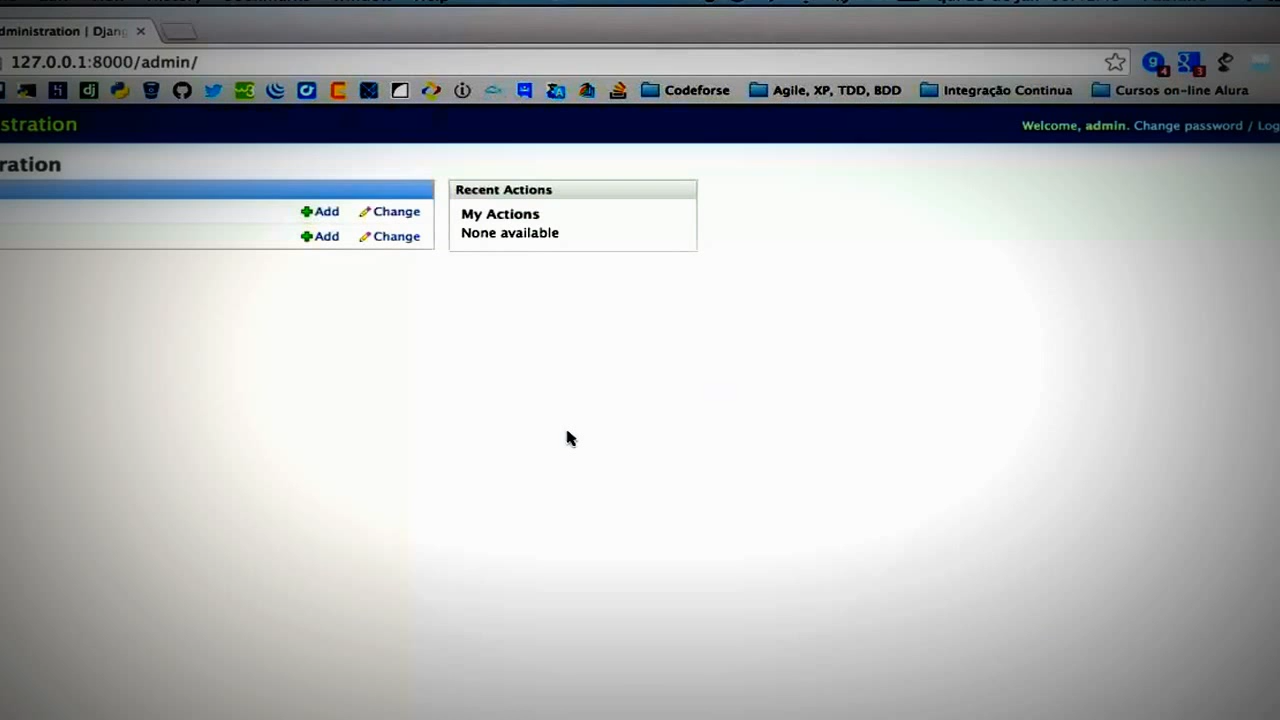 dministration | Djang
127.0.0.1:8000/admin/
Codeforse
Agile, XP, TDD, BDD
Integração Continua
Cursos on-line Alura
stration
Welcome, admin. Change password / Log
ration
Recent Actions
Add Change
My Actions
None available
Add Change